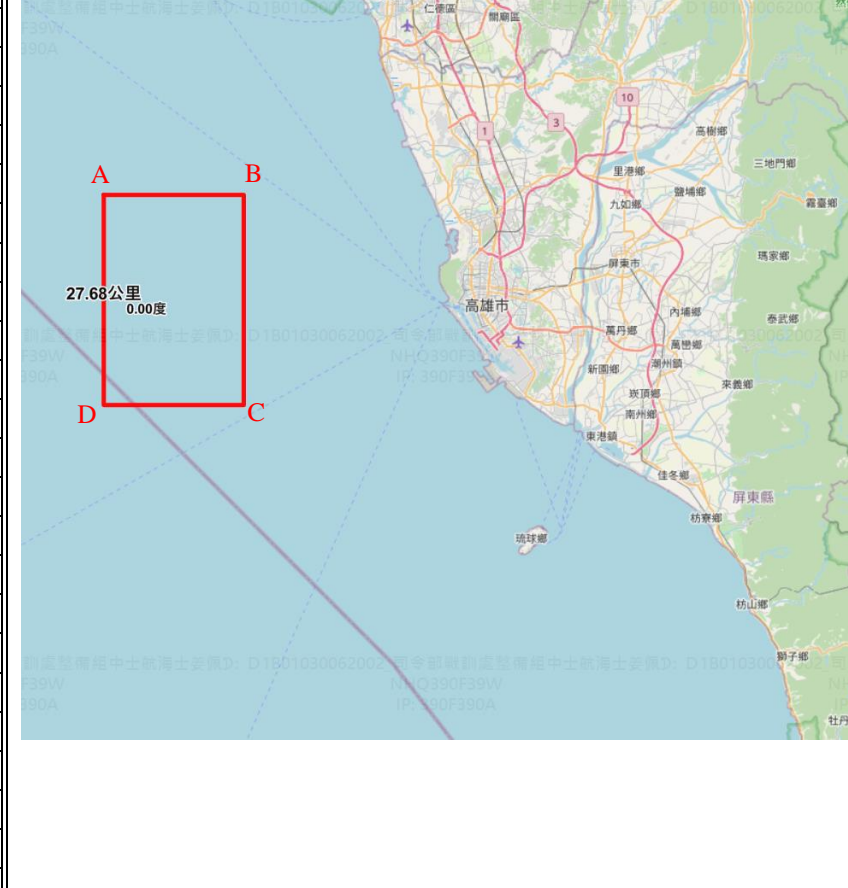 仁德區
關廟區
10
3
1
高樹鄉
里港鄉
三地門鄉
A
B
鹽埔鄉
九如鄉
霧臺鄉
瑪家鄉
屏東市
27.68公里
0.00度
高雄市
內埔鄉
泰武鄉
萬丹鄉
萬巒鄉
潮州鎮
新園鄉
來義鄉
崁頂鄉
D
C
南州鄉
東港鎮
佳冬鄉
屏東縣
枋寮鄉
琉球鄉
枋山鄉
獅子鄉
牡丹